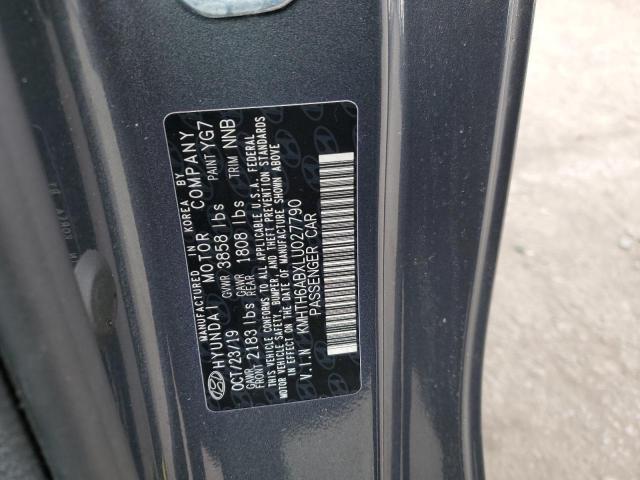 MANUFACTURED IN KOREA BY
HYUNDAI MOTOR COMPANY
OCT/23/19 GVWR 3858 lbs PAINT YG7
GAWR FRONT 2183 lbs GAWR REAR 1808 lbs TRIM NNB
THIS VEHICLE CONFORMS TO ALL APPLICABLE U.S.A. FEDERAL
MOTOR VEHICLE SAFETY, BUMPER, AND THEFT PREVENTION STANDARDS
IN EFFECT ON THE DATE OF MANUFACTURE SHOWN ABOVE
V.I.N KMHTH6ABXLU027790
PASSENGER CAR